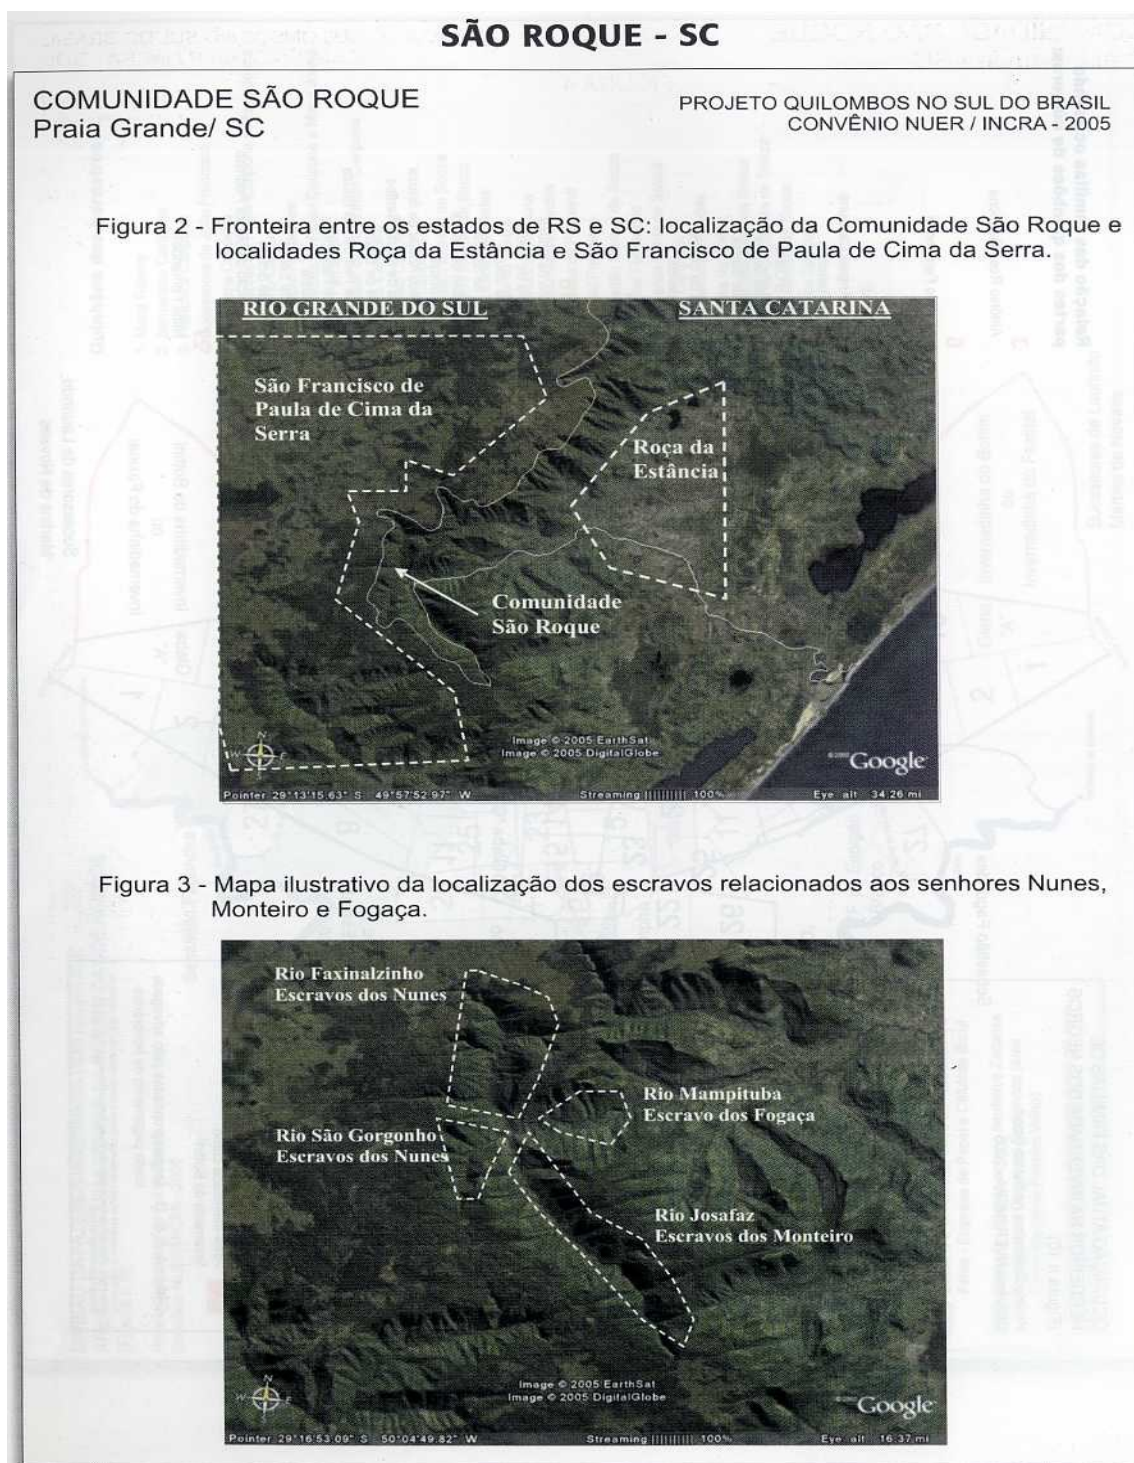 SÃO ROQUE - SC
COMUNIDADE SÃO ROQUE
Praia Grande/ SC
PROJETO QUILOMBOS NO SUL DO BRASIL
CONVÊNIO NUER / INCRA - 2005
Figura 2 - Fronteira entre os estados de RS e SC: localização da Comunidade São Roque e
localidades Roça da Estância e São Francisco de Paula de Cima da Serra.
RIO GRANDE DO SUL
SANTA CATARINA
São Francisco de
Paula de Cima da
Serra
Roça da
Estância
Comunidade
São Roque
N
W E
Image © 2005 EarthSat
Image © 2005 DigitalGlobe
Google
Pointer 29°13'15.63" S 49°57'52.97" W Streaming |||||||||| 100% Eye alt 34.26 mi
Figura 3 - Mapa ilustrativo da localização dos escravos relacionados aos senhores Nunes,
Monteiro e Fogaça.
Rio Faxinalzinho
Escravos dos Nunes
Rio Mampituba
Escravo dos Fogaça
Rio São Gorgonho
Escravos dos Nunes
Rio Josafaz
Escravos dos Monteiro
N
W E
Image © 2005 EarthSat
Image © 2005 DigitalGlobe
Google
Pointer 29°16'53.09" S 50°04'49.82" W Streaming |||||||||| 100% Eye alt 16.37 mi